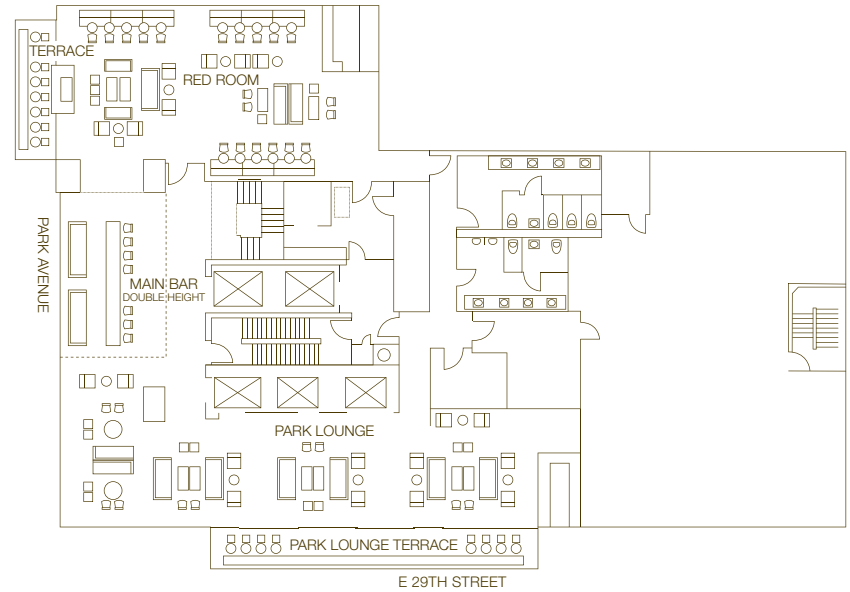 TERRACE
RED ROOM
PARK AVENUE
MAIN BAR
DOUBLE HEIGHT
PARK LOUNGE
PARK LOUNGE TERRACE
E 29TH STREET